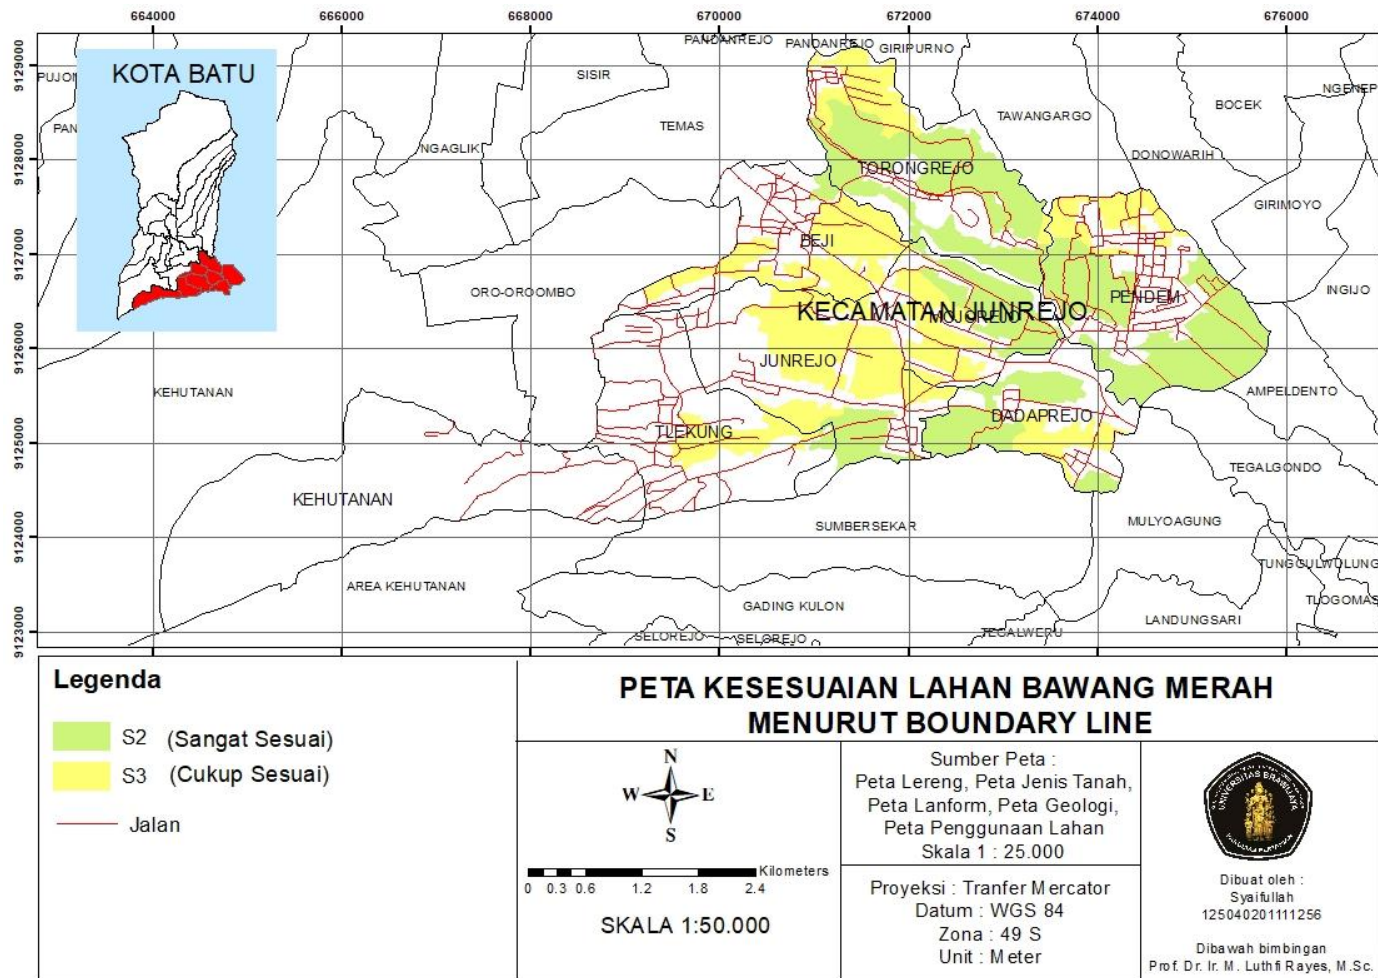 664000 666000 668000 670000 672000 674000 676000
9129000
9128000
9127000
9126000
9125000
9124000
9123000
KOTA BATU
PUJON
PAN
SISIR
PANDANREJO
PANDANREJO
GIRIPURNO
NGENEP
BOCEK
TAWANGARGO
TEMAS
NGAGLIK
DONOWARIH
TORONGREJO
GIRIMOYO
BEJI
ORO-OROOMBO
PENDEM
INGIJO
KECAMATAN JUNREJO
MOJOREJO
JUNREJO
KEHUTANAN
AMPELDENTO
DADAPREJO
TLEKUNG
TEGALGONDO
KEHUTANAN
SUMBERSEKAR
MULYOAGUNG
TUNGGULWULUNG
AREA KEHUTANAN
TLOGOMAS
GADING KULON
LANDUNGSARI
SELOREJO
SELOREJO
TEGALWERU
Legenda
S2 (Sangat Sesuai)
S3 (Cukup Sesuai)
Jalan
PETA KESESUAIAN LAHAN BAWANG MERAH
MENURUT BOUNDARY LINE
N
W E
S
Kilometers
0 0.3 0.6 1.2 1.8 2.4
SKALA 1:50.000
Sumber Peta :
Peta Lereng, Peta Jenis Tanah,
Peta Lanform, Peta Geologi,
Peta Penggunaan Lahan
Skala 1 : 25.000
Proyeksi : Tranfer Mercator
Datum : WGS 84
Zona : 49 S
Unit : Meter
UNIVERSITAS BRAWIJAYA
Dibuat oleh :
Syaifullah
125040201111256
Dibawah bimbingan
Prof. Dr. Ir. M. Luthfi Rayes, M.Sc.